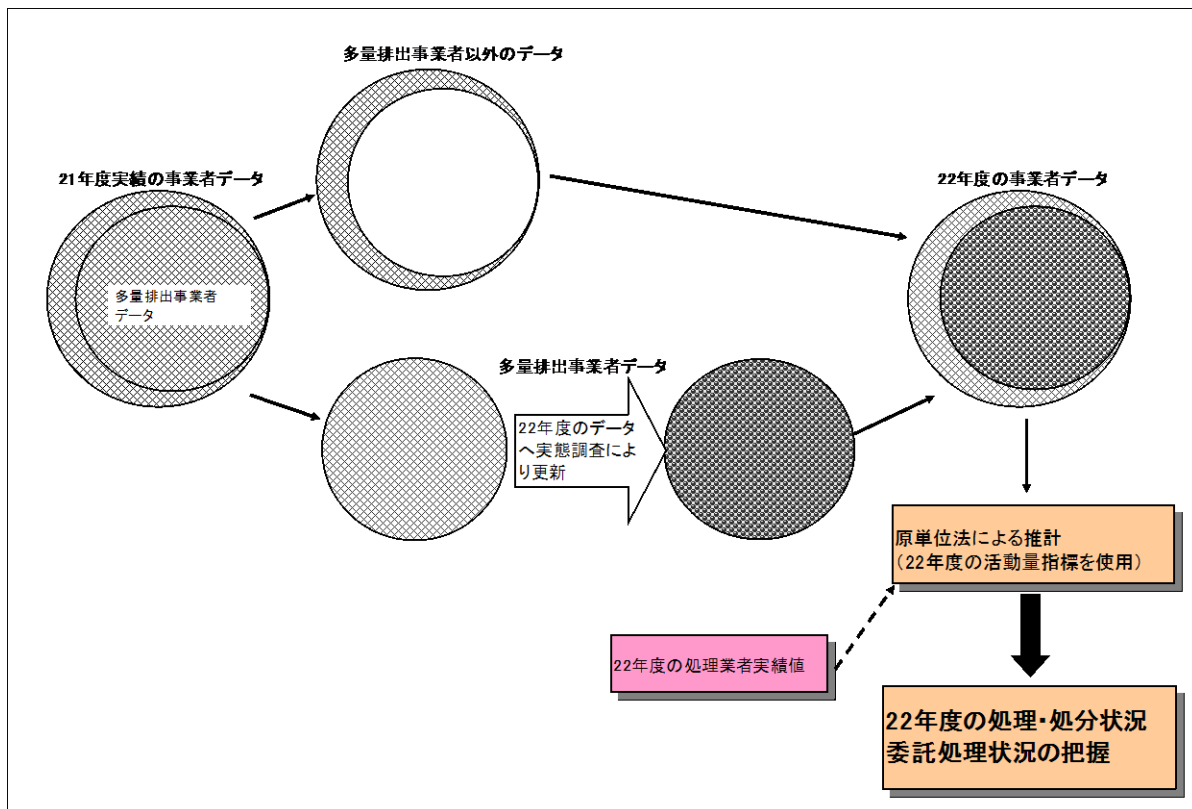 多量排出事業者以外のデータ
21年度実績の事業者データ
22年度の事業者データ
多量排出事業者
データ
多量排出事業者データ
22年度のデータ
へ実態調査によ
り更新
原単位法による推計
（22年度の活動量指標を使用）
22年度の処理業者実績値
22年度の処理・処分状況
委託処理状況の把握